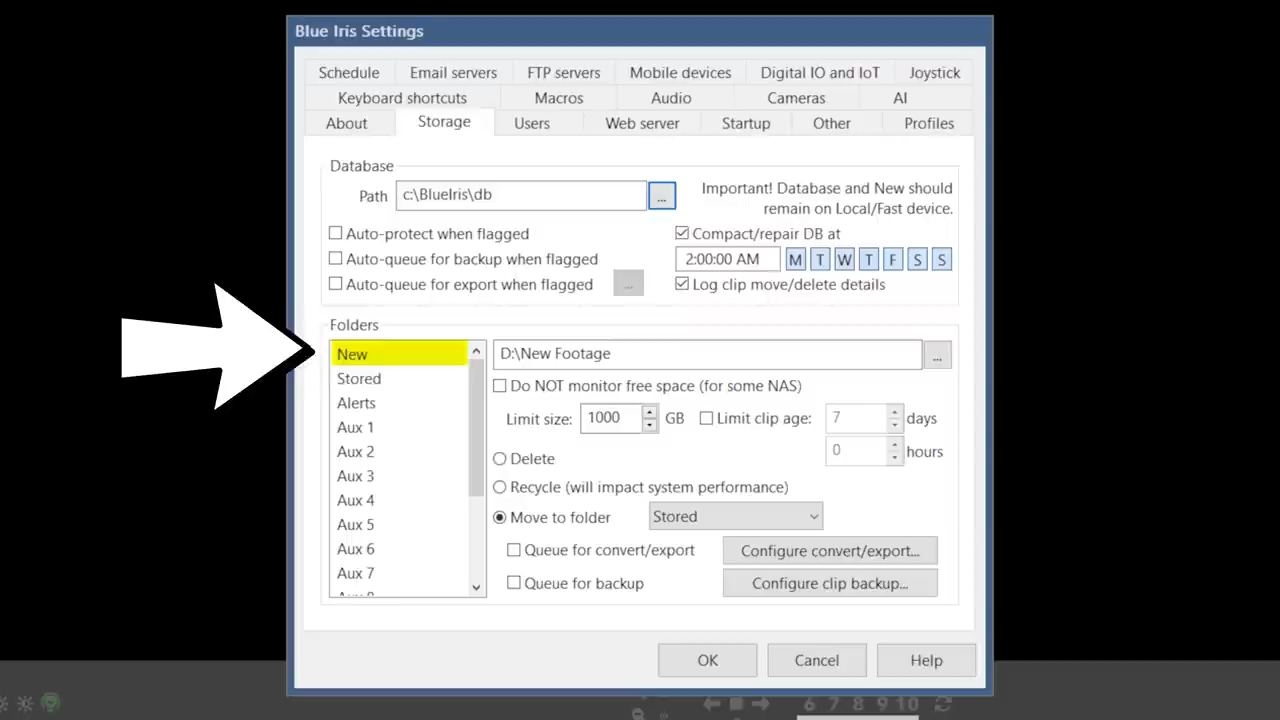 Blue Iris Settings
Schedule Email servers FTP servers Mobile devices Digital IO and IoT Joystick
Keyboard shortcuts Macros Audio Cameras AI
About Storage Users Web server Startup Other Profiles
Database
Path c:\BlueIris\db ...
Important! Database and New should
remain on Local/Fast device.
Auto-protect when flagged
Compact/repair DB at
Auto-queue for backup when flagged
2:00:00 AM M T W T F S S
Auto-queue for export when flagged ...
Log clip move/delete details
Folders
New
Stored
Alerts
Aux 1
Aux 2
Aux 3
Aux 4
Aux 5
Aux 6
Aux 7
D:\New Footage ...
Do NOT monitor free space (for some NAS)
Limit size: 1000 GB Limit clip age: 7 days
0 hours
Delete
Recycle (will impact system performance)
Move to folder Stored
Queue for convert/export Configure convert/export...
Queue for backup Configure clip backup...
OK Cancel Help
6 7 8 9 10